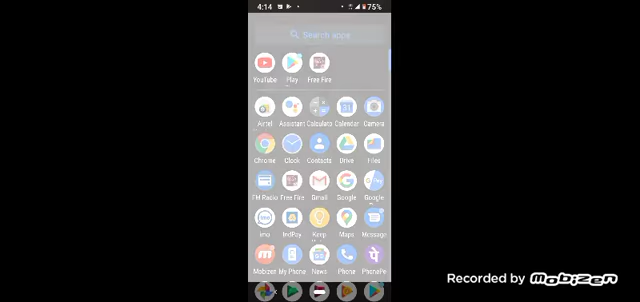 4:14
75%
Search apps
YouTube Play Free Fire
Airtel Assistant Calculato Calendar Camera
Chrome Clock Contacts Drive Files
FM Radio Free Fire Gmail Google Google
imo IndPay Keep Maps Message
Mobizen My Phone News Phone PhonePe
Recorded by Mobizen